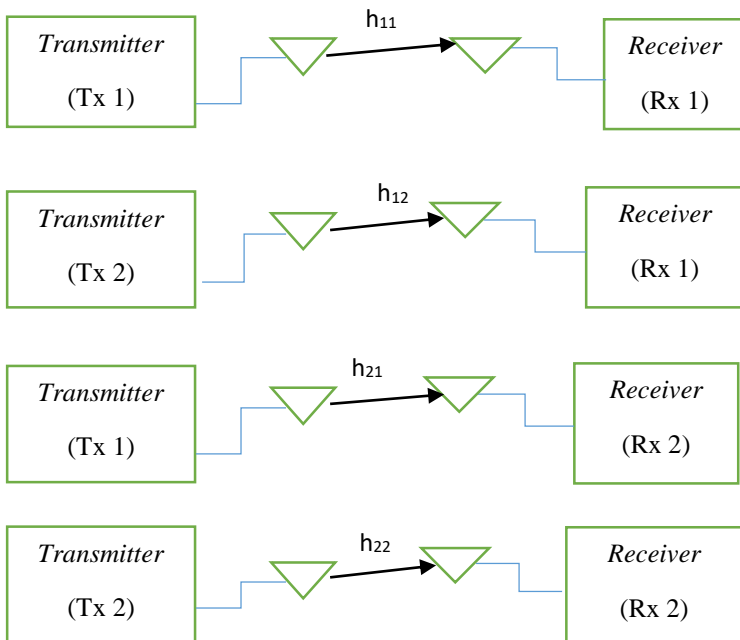 h11
Transmitter
(Tx 1)
Receiver
(Rx 1)
h12
Transmitter
(Tx 2)
Receiver
(Rx 1)
h21
Transmitter
(Tx 1)
Receiver
(Rx 2)
h22
Transmitter
(Tx 2)
Receiver
(Rx 2)